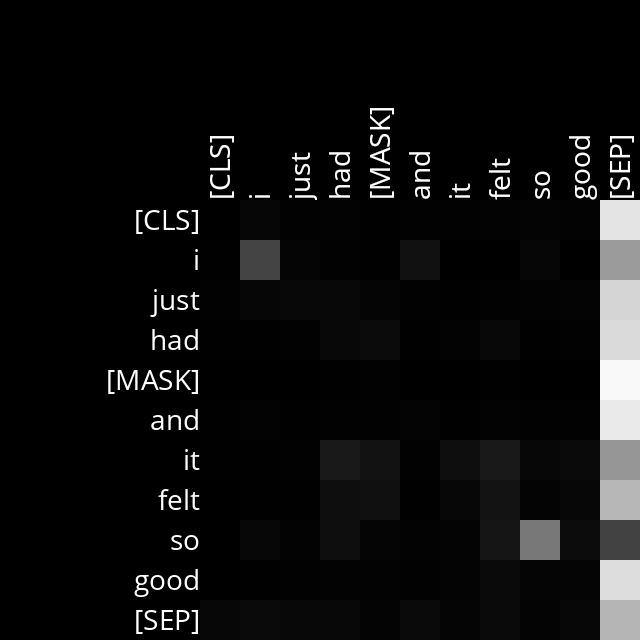 [CLS] i just had [MASK] and it felt so good [SEP]
[CLS]
i
just
had
[MASK]
and
it
felt
so
good
[SEP]